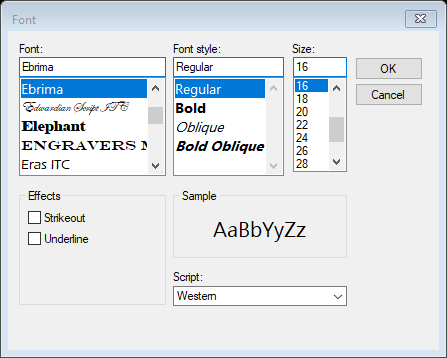 Font
Font: Font style: Size:
Ebrima Regular 16
OK
Ebrima Regular 16
Edwardian Script ITC Bold 18
Elephant Oblique 20
ENGRAVERS M Bold Oblique 22
Eras ITC 24
26
28
Cancel
Effects
Strikeout
Underline
Sample
AaBbYyZz
Script:
Western